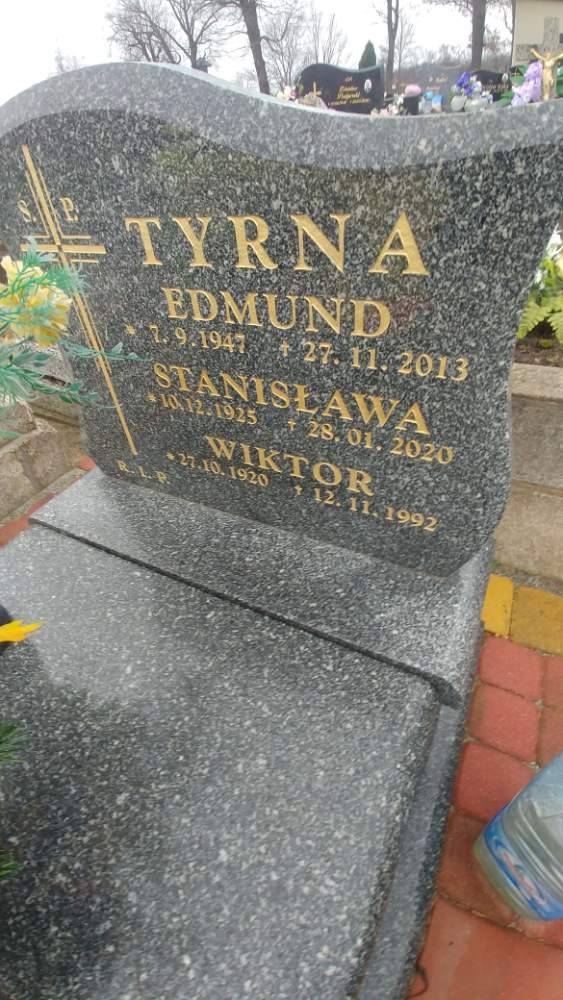 Ś. P.
TYRNA
EDMUND
* 7. 9. 1947 † 27. 11. 2013
STANISŁAWA
* 10. 12. 1925 † 28. 01. 2020
WIKTOR
* 27. 10. 1920 † 12. 11. 1992
R. I. P.